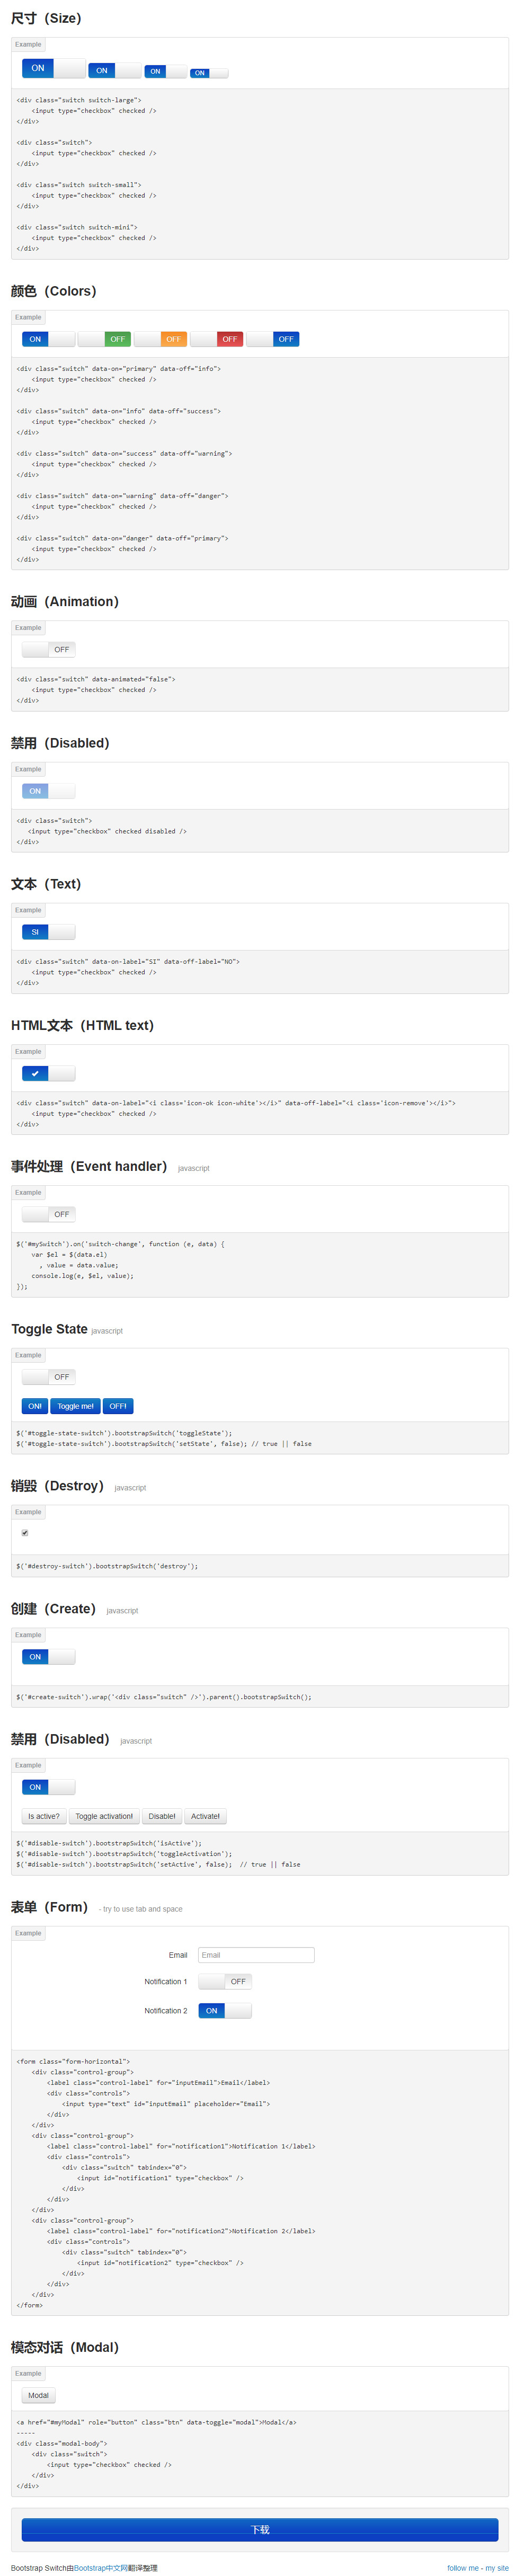 尺寸（Size）
Example
ON ON ON ON
<div class="switch switch-large">
    <input type="checkbox" checked />
</div>

<div class="switch">
    <input type="checkbox" checked />
</div>

<div class="switch switch-small">
    <input type="checkbox" checked />
</div>

<div class="switch switch-mini">
    <input type="checkbox" checked />
</div>
颜色（Colors）
Example
ON OFF OFF OFF OFF
<div class="switch" data-on="primary" data-off="info">
    <input type="checkbox" checked />
</div>

<div class="switch" data-on="info" data-off="success">
    <input type="checkbox" checked />
</div>

<div class="switch" data-on="success" data-off="warning">
    <input type="checkbox" checked />
</div>

<div class="switch" data-on="warning" data-off="danger">
    <input type="checkbox" checked />
</div>

<div class="switch" data-on="danger" data-off="primary">
    <input type="checkbox" checked />
</div>
动画（Animation）
Example
OFF
<div class="switch" data-animated="false">
    <input type="checkbox" checked />
</div>
禁用（Disabled）
Example
ON
<div class="switch">
   <input type="checkbox" checked disabled />
</div>
文本（Text）
Example
SI
<div class="switch" data-on-label="SI" data-off-label="NO">
    <input type="checkbox" checked />
</div>
HTML文本（HTML text）
Example
<div class="switch" data-on-label="<i class='icon-ok icon-white'></i>" data-off-label="<i class='icon-remove'></i>">
    <input type="checkbox" checked />
</div>
事件处理（Event handler） javascript
Example
OFF
$('#mySwitch').on('switch-change', function (e, data) {
    var $el = $(data.el)
      , value = data.value;
    console.log(e, $el, value);
});
Toggle State javascript
Example
OFF
ON! Toggle me! OFF!
$('#toggle-state-switch').bootstrapSwitch('toggleState');
$('#toggle-state-switch').bootstrapSwitch('setState', false); // true || false
销毁（Destroy） javascript
Example
$('#destroy-switch').bootstrapSwitch('destroy');
创建（Create） javascript
Example
ON
$('#create-switch').wrap('<div class="switch" />').parent().bootstrapSwitch();
禁用（Disabled） javascript
Example
ON
Is active? Toggle activation! Disable! Activate!
$('#disable-switch').bootstrapSwitch('isActive');
$('#disable-switch').bootstrapSwitch('toggleActivation');
$('#disable-switch').bootstrapSwitch('setActive', false);  // true || false
表单（Form） - try to use tab and space
Example
Email Email
Notification 1 OFF
Notification 2 ON
<form class="form-horizontal">
    <div class="control-group">
        <label class="control-label" for="inputEmail">Email</label>
        <div class="controls">
            <input type="text" id="inputEmail" placeholder="Email">
        </div>
    </div>
    <div class="control-group">
        <label class="control-label" for="notification1">Notification 1</label>
        <div class="controls">
            <div class="switch" tabindex="0">
                <input id="notification1" type="checkbox" />
            </div>
        </div>
    </div>
    <div class="control-group">
        <label class="control-label" for="notification2">Notification 2</label>
        <div class="controls">
            <div class="switch" tabindex="0">
                <input id="notification2" type="checkbox" />
            </div>
        </div>
    </div>
</form>
模态对话（Modal）
Example
Modal
<a href="#myModal" role="button" class="btn" data-toggle="modal">Modal</a>
-----
<div class="modal-body">
    <div class="switch">
        <input type="checkbox" checked />
    </div>
</div>
下载
Bootstrap Switch由Bootstrap中文网翻译整理 follow me - my site